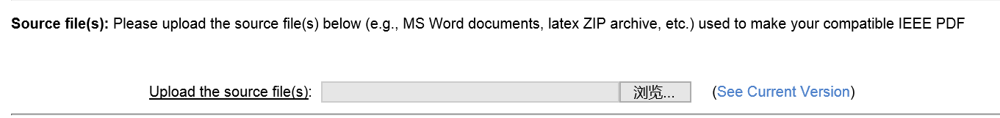 Source file(s): Please upload the source file(s) below (e.g., MS Word documents, latex ZIP archive, etc.) used to make your compatible IEEE PDF
Upload the source file(s): 浏览... (See Current Version)